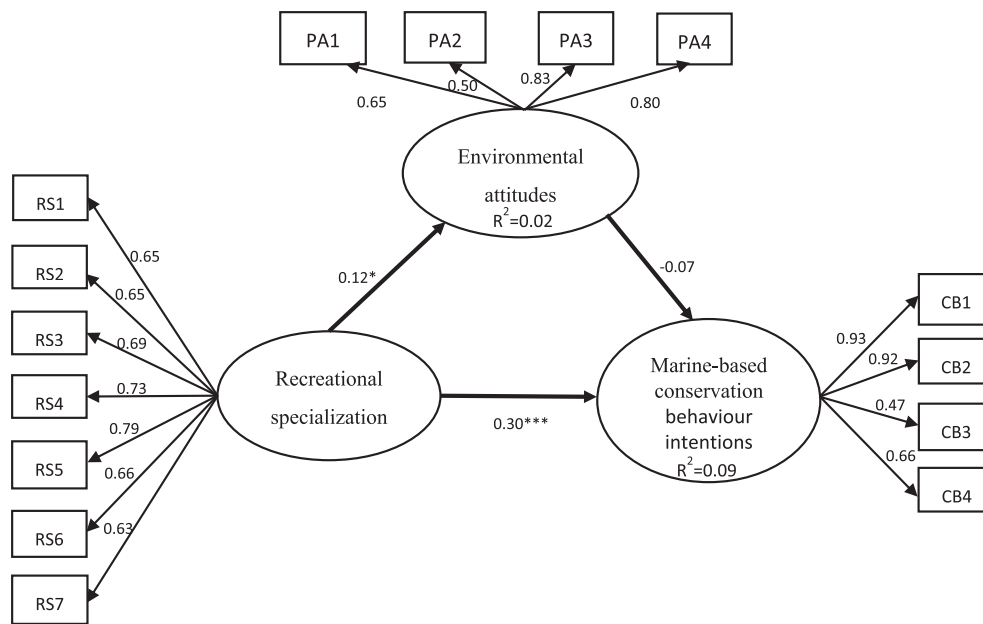 PA1
PA2
PA3
PA4
0.65
0.50
0.83
0.80
Environmental
attitudes
R²=0.02
RS1
RS2
RS3
RS4
RS5
RS6
RS7
0.65
0.65
0.69
0.73
0.79
0.66
0.63
0.12*
-0.07
Recreational
specialization
0.30***
Marine-based
conservation
behaviour
intentions
R²=0.09
0.93
0.92
0.47
0.66
CB1
CB2
CB3
CB4